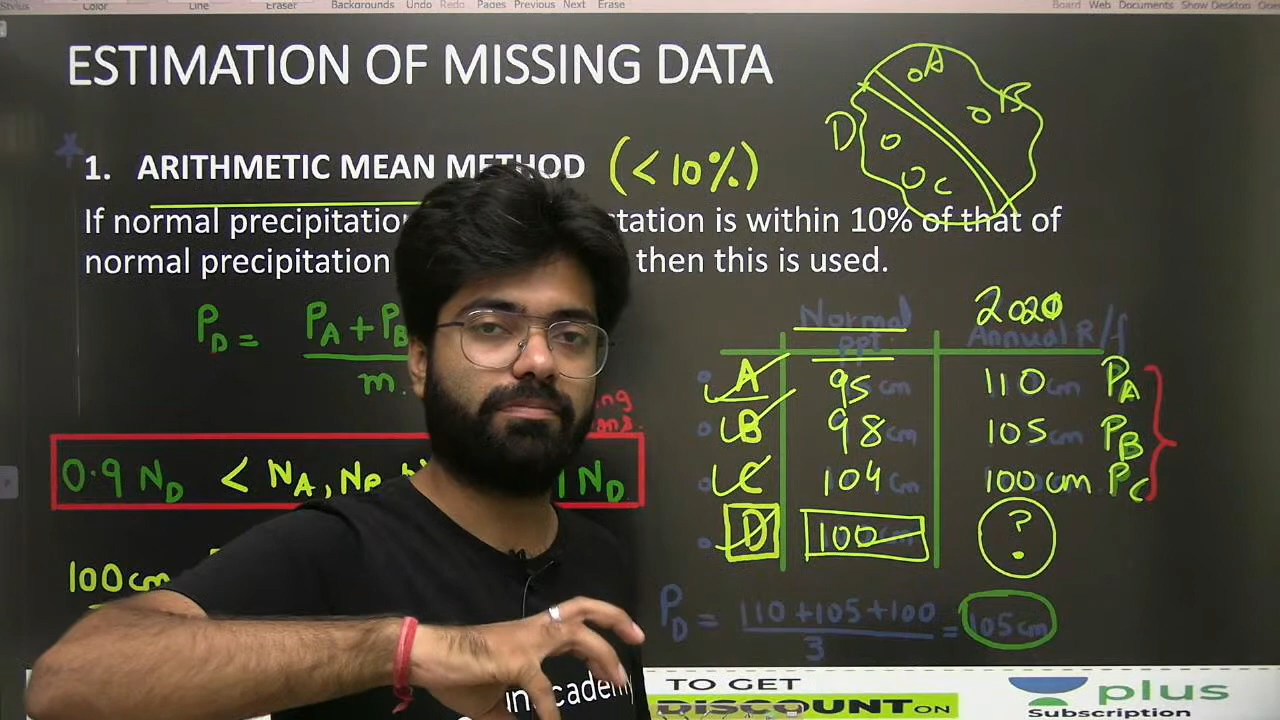 Stylus Color Line Eraser Backgrounds Undo Redo Pages Previous Next Erase Board Web Documents Show Desktop
ESTIMATION OF MISSING DATA
A
B
D
C
1. ARITHMETIC MEAN METHOD (<10%)
If normal precipitatio tation is within 10% of that of
normal precipitation then this is used.
P_D = P_A + P_B
m.
Normal ppt 2020 Annual R/f
A 95 cm 110 cm P_A
B 98 cm 105 cm P_B
C 104 cm 100 cm P_C
D 100 cm ?
0.9 N_D < N_A, N_B, 1 N_D
100 cm
P_D = 110 + 105 + 100 / 3 = 105 cm
unacademy
TO GET
DISCOUNT ON
plus
Subscription